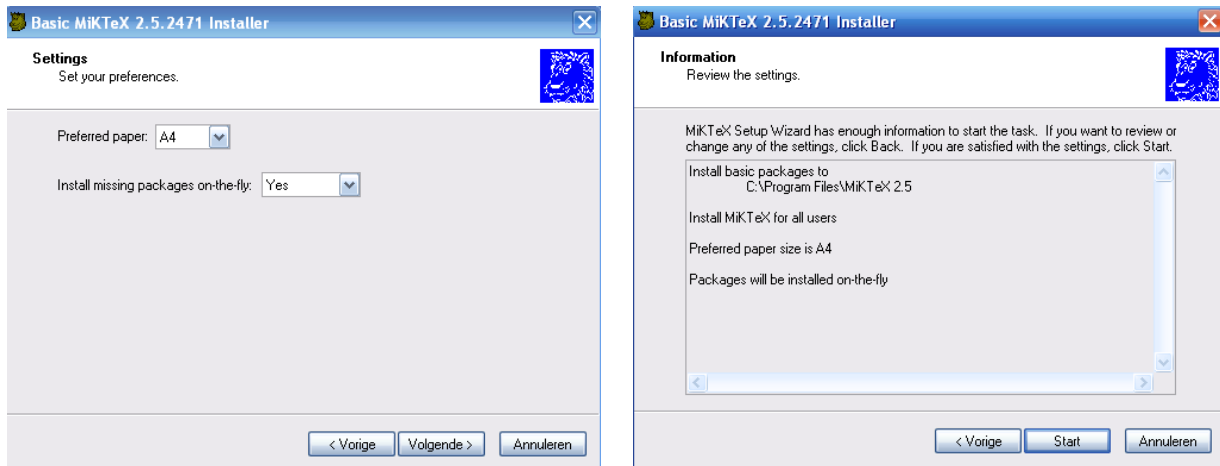 Basic MiKTeX 2.5.2471 Installer
Settings
Set your preferences.
Preferred paper: A4
Install missing packages on-the-fly: Yes
< Vorige Volgende > Annuleren
Basic MiKTeX 2.5.2471 Installer
Information
Review the settings.
MiKTeX Setup Wizard has enough information to start the task. If you want to review or
change any of the settings, click Back. If you are satisfied with the settings, click Start.
Install basic packages to
C:\Program Files\MiKTeX 2.5
Install MiKTeX for all users
Preferred paper size is A4
Packages will be installed on-the-fly
< Vorige Start Annuleren